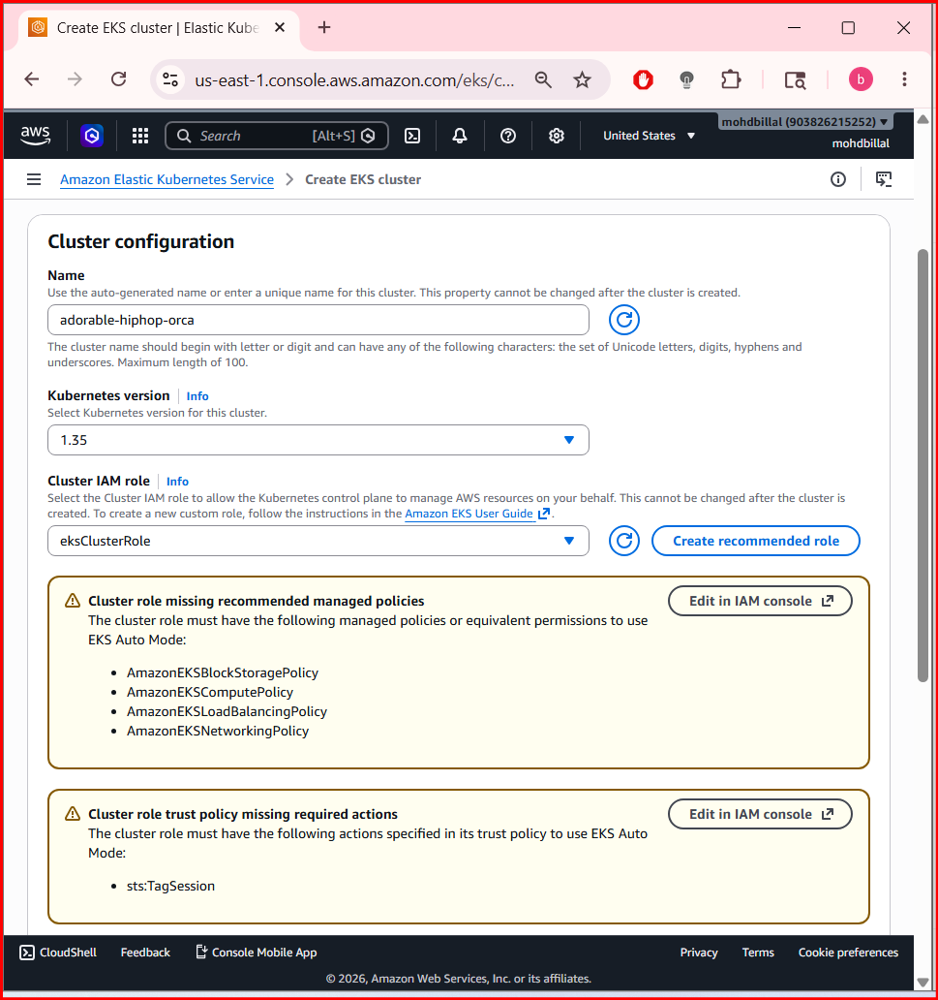 Create EKS cluster | Elastic Kube
us-east-1.console.aws.amazon.com/eks/c...
b
aws
Search [Alt+S]
United States
mohdbillal (903826215252)
mohdbillal
Amazon Elastic Kubernetes Service > Create EKS cluster
Cluster configuration
Name
Use the auto-generated name or enter a unique name for this cluster. This property cannot be changed after the cluster is created.
adorable-hiphop-orca
The cluster name should begin with letter or digit and can have any of the following characters: the set of Unicode letters, digits, hyphens and
underscores. Maximum length of 100.
Kubernetes version | Info
Select Kubernetes version for this cluster.
1.35
Cluster IAM role | Info
Select the Cluster IAM role to allow the Kubernetes control plane to manage AWS resources on your behalf. This cannot be changed after the cluster is
created. To create a new custom role, follow the instructions in the Amazon EKS User Guide.
eksClusterRole
Create recommended role
Cluster role missing recommended managed policies
Edit in IAM console
The cluster role must have the following managed policies or equivalent permissions to use
EKS Auto Mode:
• AmazonEKSBlockStoragePolicy
• AmazonEKSComputePolicy
• AmazonEKSLoadBalancingPolicy
• AmazonEKSNetworkingPolicy
Cluster role trust policy missing required actions
Edit in IAM console
The cluster role must have the following actions specified in its trust policy to use EKS Auto
Mode:
• sts:TagSession
CloudShell Feedback Console Mobile App Privacy Terms Cookie preferences
© 2026, Amazon Web Services, Inc. or its affiliates.